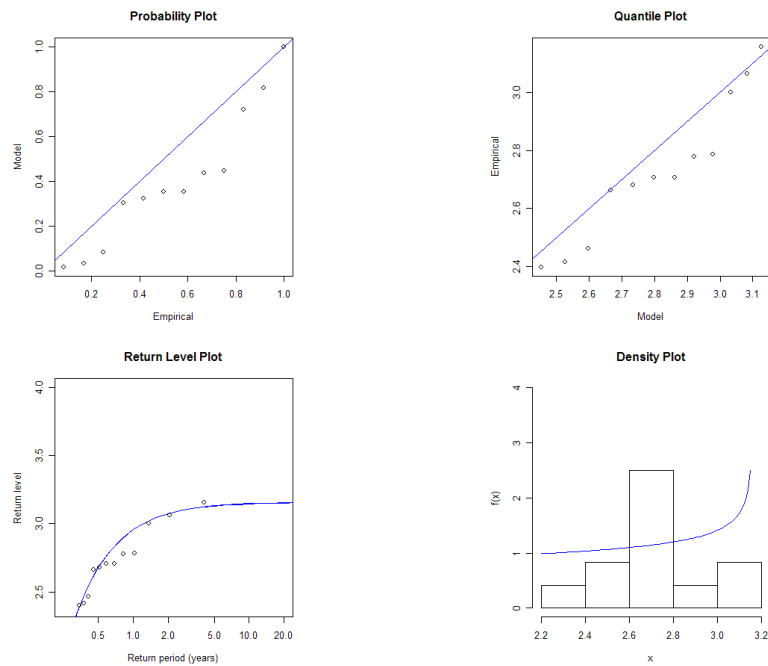 Probability Plot
Model
0.0 0.2 0.4 0.6 0.8 1.0
0.2 0.4 0.6 0.8 1.0
Empirical
Quantile Plot
Empirical
2.4 2.6 2.8 3.0
2.5 2.6 2.7 2.8 2.9 3.0 3.1
Model
Return Level Plot
Return level
2.5 3.0 3.5 4.0
0.5 1.0 2.0 5.0 10.0 20.0
Return period (years)
Density Plot
f(x)
0 1 2 3 4
2.2 2.4 2.6 2.8 3.0 3.2
x